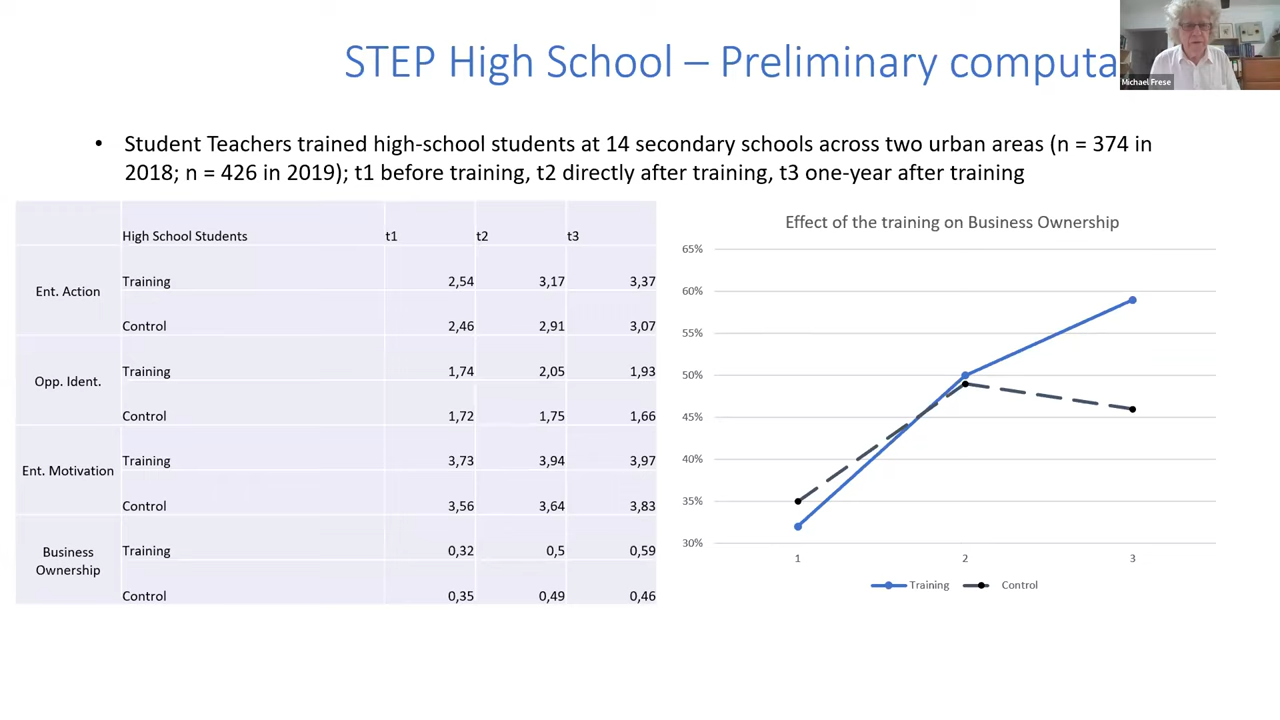 STEP High School – Preliminary computa
Michael Frese
• Student Teachers trained high-school students at 14 secondary schools across two urban areas (n = 374 in
2018; n = 426 in 2019); t1 before training, t2 directly after training, t3 one-year after training
High School Students t1 t2 t3
Ent. Action
Training 2,54 3,17 3,37
Control 2,46 2,91 3,07
Opp. Ident.
Training 1,74 2,05 1,93
Control 1,72 1,75 1,66
Ent. Motivation
Training 3,73 3,94 3,97
Control 3,56 3,64 3,83
Business
Ownership
Training 0,32 0,5 0,59
Control 0,35 0,49 0,46
Effect of the training on Business Ownership
65%
60%
55%
50%
45%
40%
35%
30%
1 2 3
Training Control